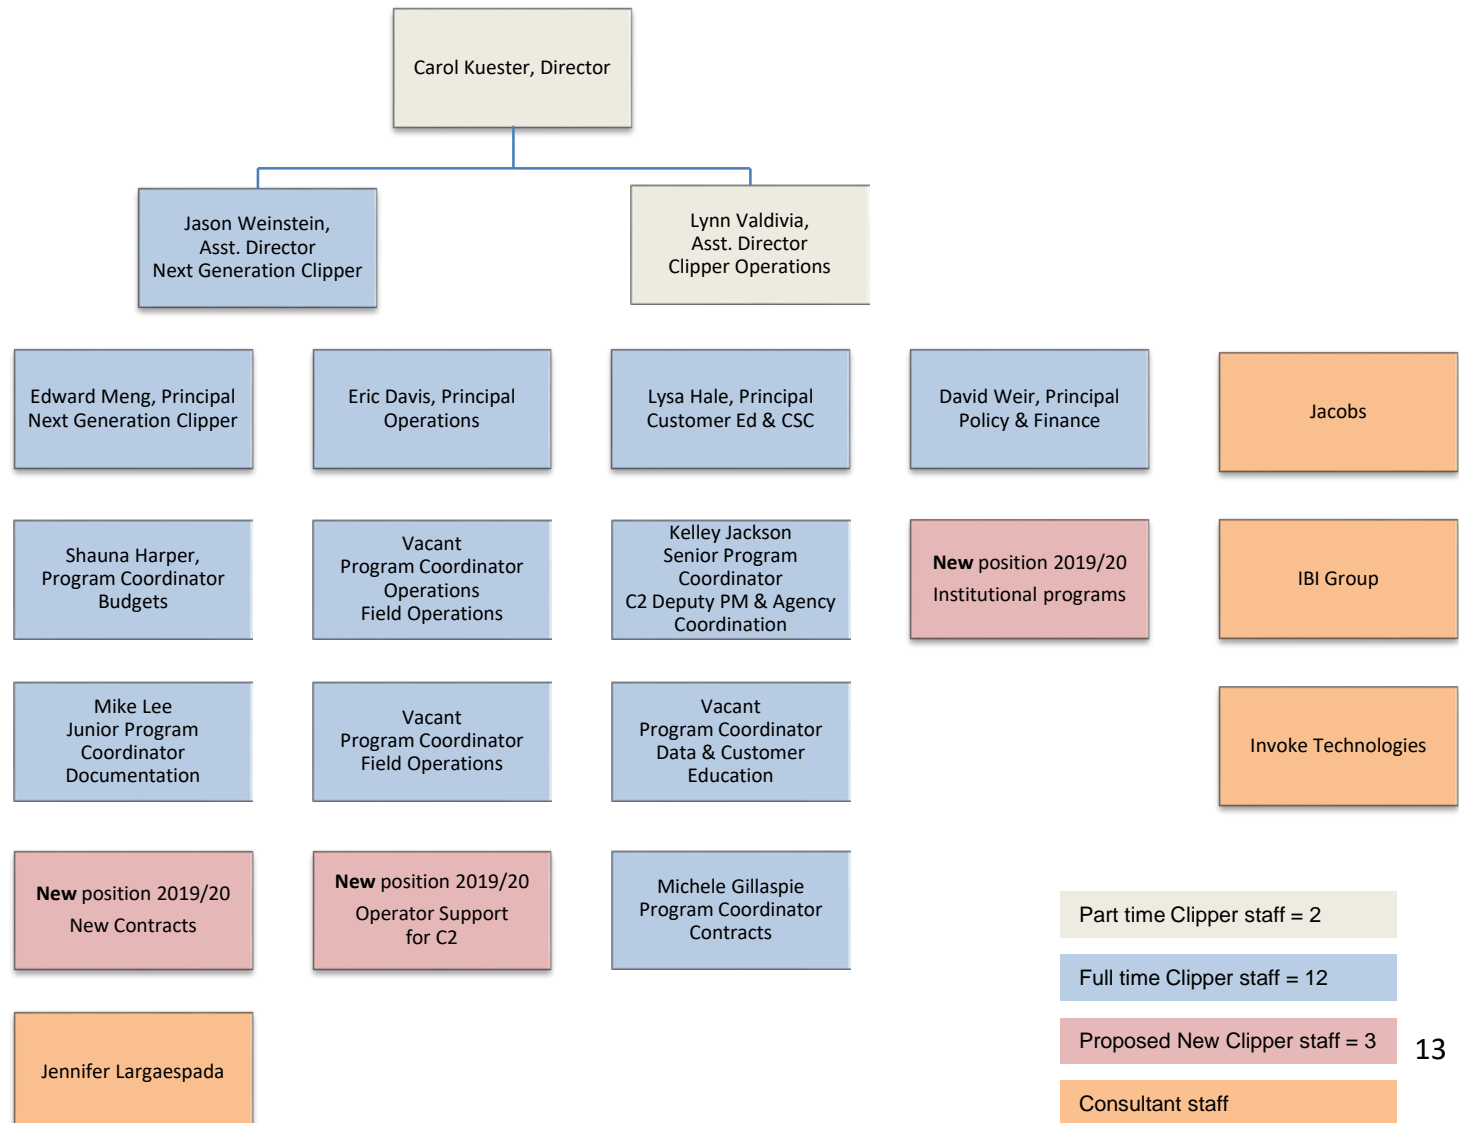 Carol Kuester, Director
Jason Weinstein,
Asst. Director
Next Generation Clipper
Lynn Valdivia,
Asst. Director
Clipper Operations
Edward Meng, Principal
Next Generation Clipper
Eric Davis, Principal
Operations
Lysa Hale, Principal
Customer Ed & CSC
David Weir, Principal
Policy & Finance
Jacobs
Shauna Harper,
Program Coordinator
Budgets
Vacant
Program Coordinator
Operations
Field Operations
Kelley Jackson
Senior Program
Coordinator
C2 Deputy PM & Agency
Coordination
New position 2019/20
Institutional programs
IBI Group
Mike Lee
Junior Program
Coordinator
Documentation
Vacant
Program Coordinator
Field Operations
Vacant
Program Coordinator
Data & Customer
Education
Invoke Technologies
New position 2019/20
New Contracts
New position 2019/20
Operator Support
for C2
Michele Gillaspie
Program Coordinator
Contracts
Jennifer Largaespada
Part time Clipper staff = 2
Full time Clipper staff = 12
Proposed New Clipper staff = 3
Consultant staff
13